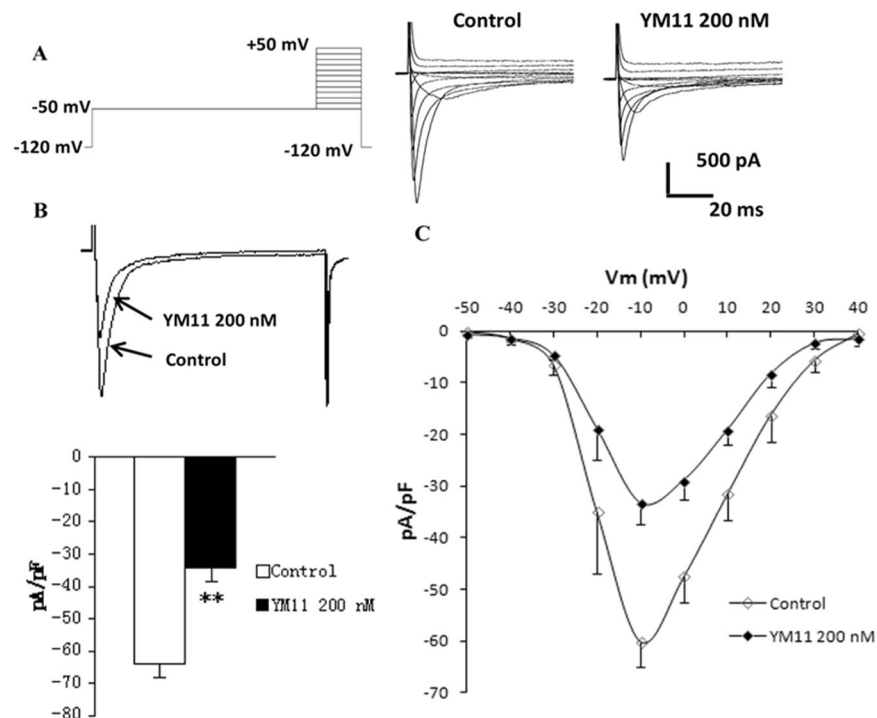 A
+50 mV
-50 mV
-120 mV
-120 mV
Control
YM11 200 nM
500 pA
20 ms
B
YM11 200 nM
Control
0
-10
-20
-30
-40
-50
-60
-70
-80
pA/pF
**
Control
YM11 200 nM
C
Vm (mV)
-50 -40 -30 -20 -10 0 10 20 30 40
0
-10
-20
-30
-40
-50
-60
-70
pA/pF
Control
YM11 200 nM